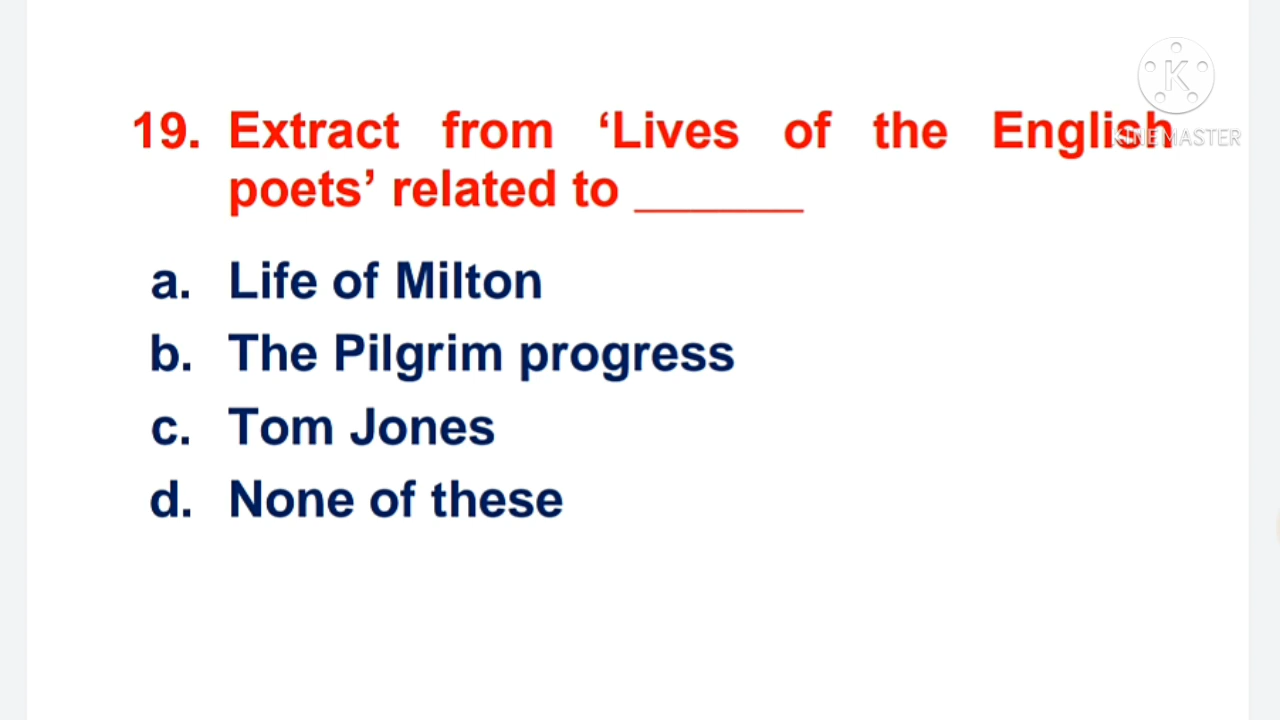 K
KINEMASTER
19. Extract from ‘Lives of the English
poets’ related to ______
a. Life of Milton
b. The Pilgrim progress
c. Tom Jones
d. None of these